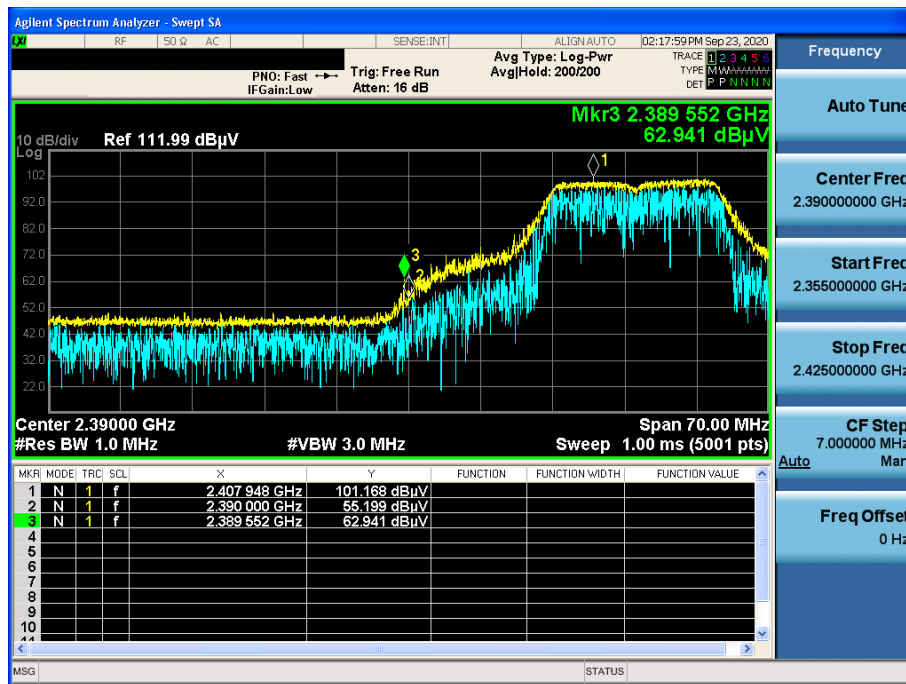 Agilent Spectrum Analyzer - Swept SA
LXI RF 50 Ω AC SENSE:INT ALIGN AUTO 02:17:59 PM Sep 23, 2020
Frequency
Avg Type: Log-Pwr TRACE 1 2 3 4 5 6
PNO: Fast Trig: Free Run Avg|Hold: 200/200 TYPE M WWWWW
IFGain:Low Atten: 16 dB DET P P N N N N
Mkr3 2.389 552 GHz
62.941 dBµV
10 dB/div Ref 111.99 dBµV
Log
102
92.0
82.0
72.0
62.0
52.0
42.0
32.0
22.0
1
3
2
Center 2.39000 GHz Span 70.00 MHz
#Res BW 1.0 MHz #VBW 3.0 MHz Sweep 1.00 ms (5001 pts)
MKR MODE TRC SCL X Y FUNCTION FUNCTION WIDTH FUNCTION VALUE
1 N 1 f 2.407 948 GHz 101.168 dBµV
2 N 1 f 2.390 000 GHz 55.199 dBµV
3 N 1 f 2.389 552 GHz 62.941 dBµV
4
5
6
7
8
9
10
11
MSG STATUS
Auto Tune
Center Freq
2.390000000 GHz
Start Freq
2.355000000 GHz
Stop Freq
2.425000000 GHz
CF Step
7.000000 MHz
Auto Man
Freq Offset
0 Hz